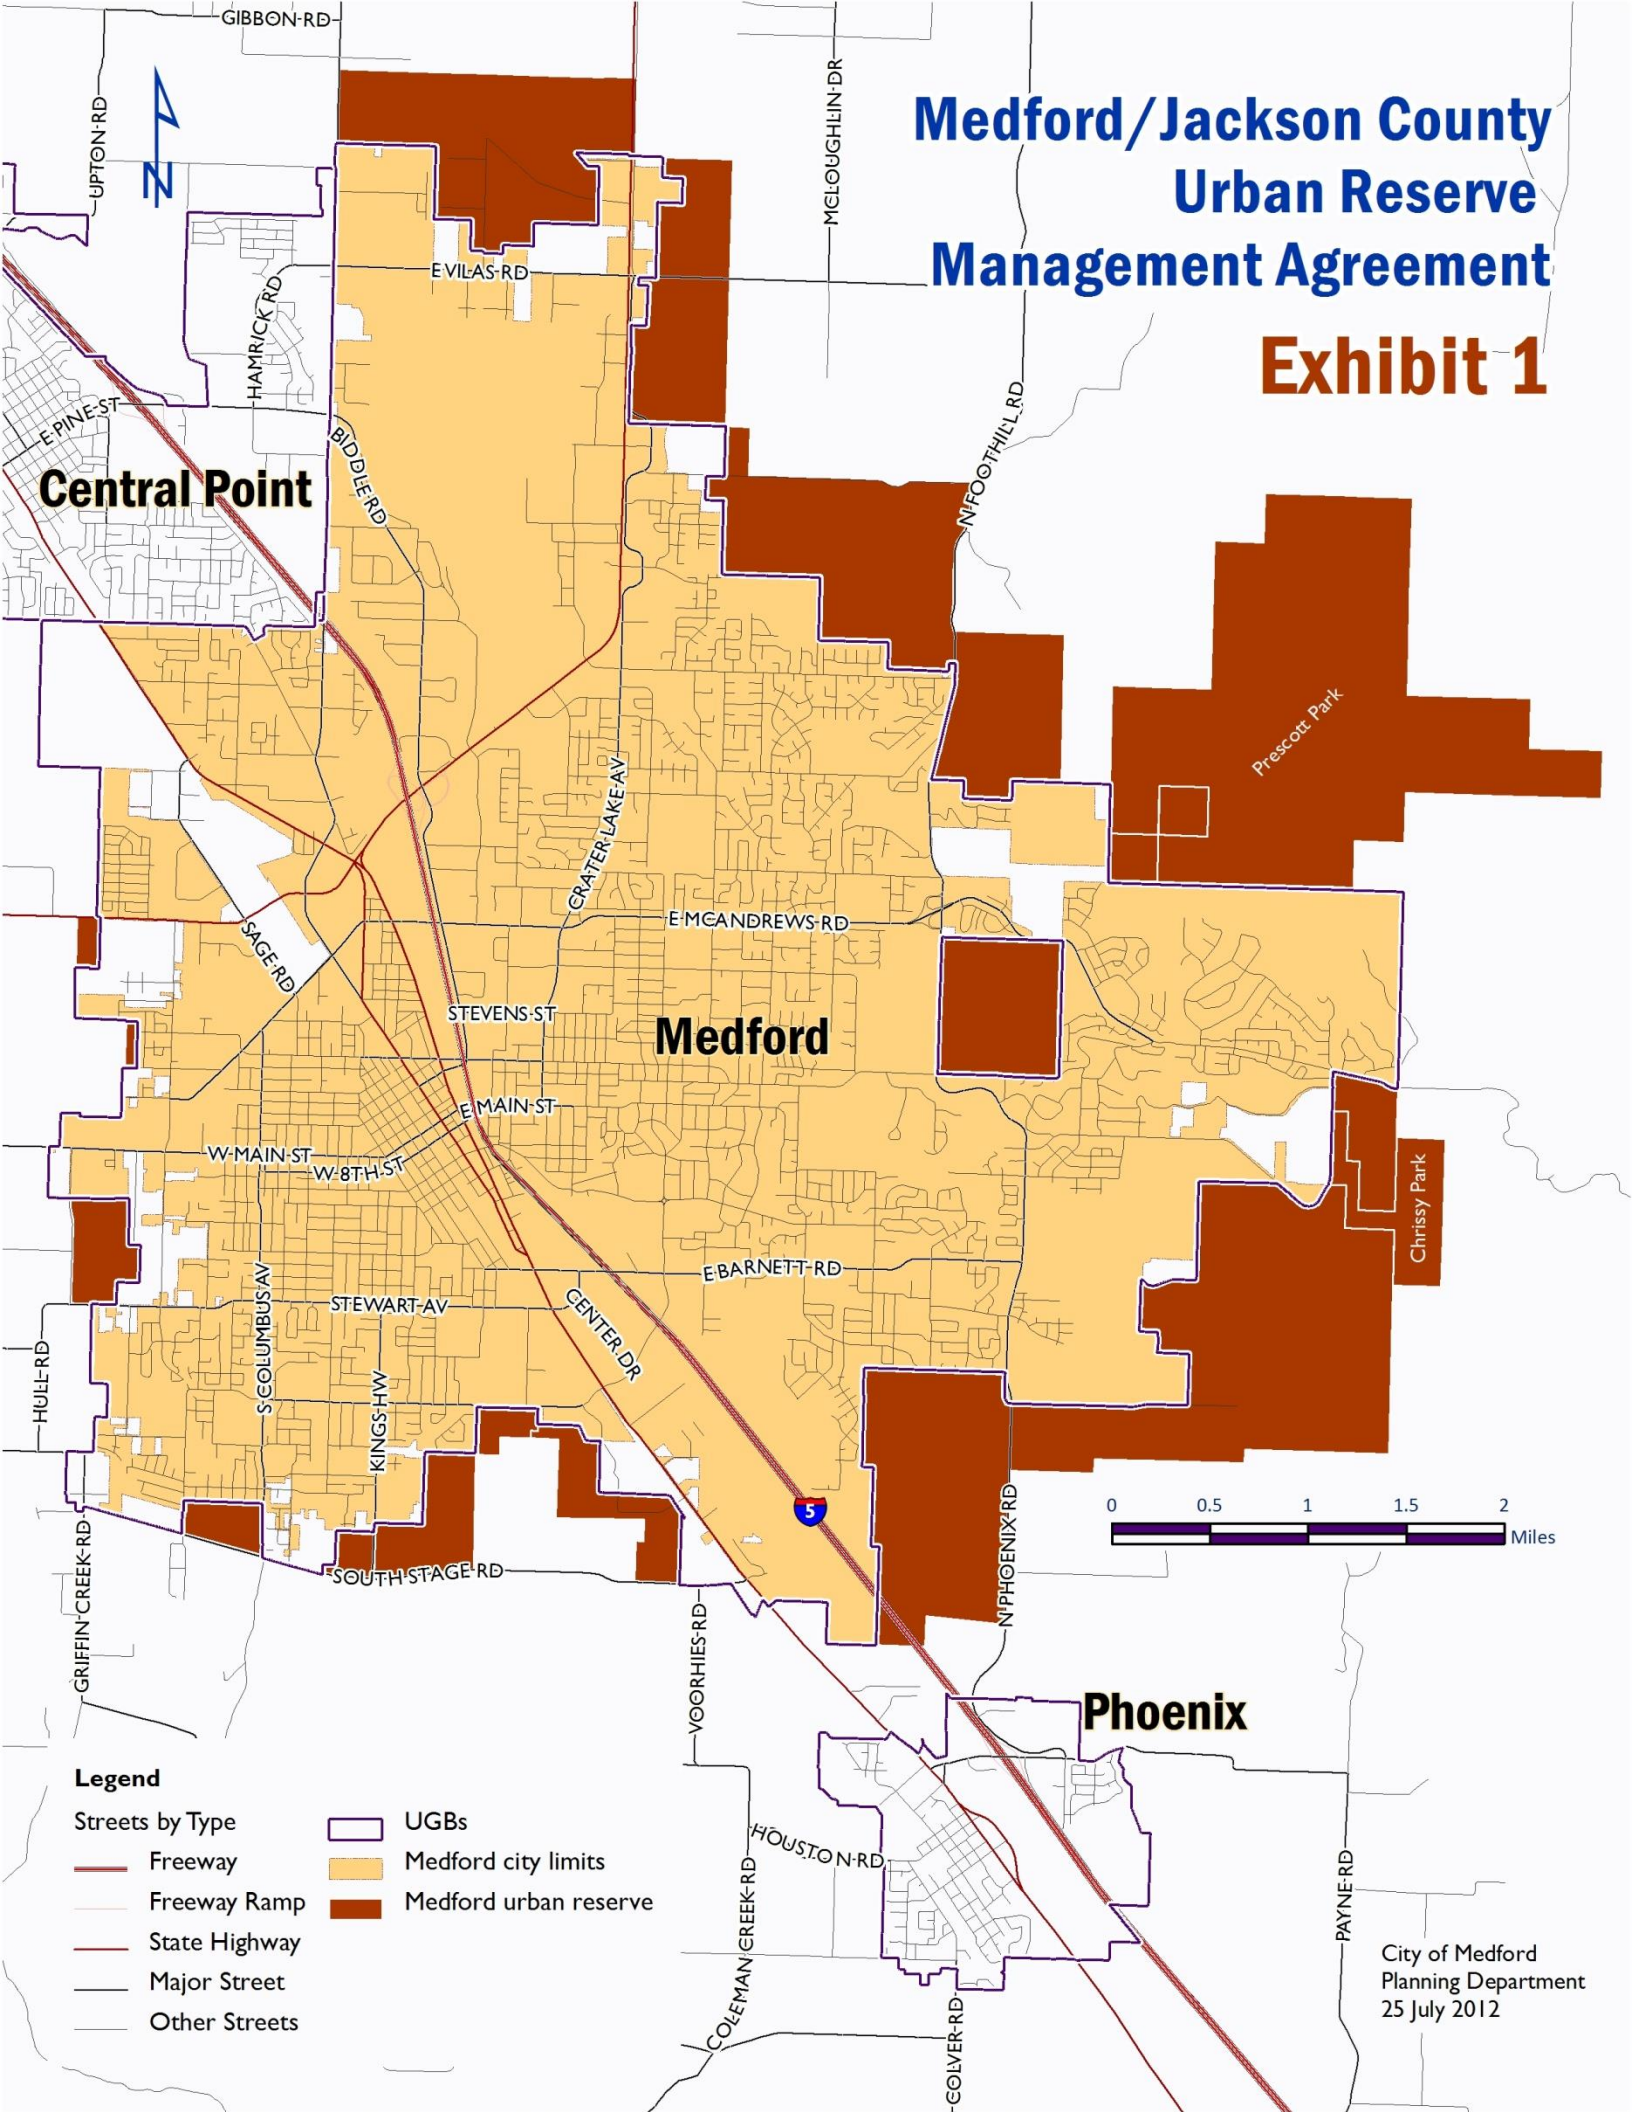 GIBBON RD
UPTON RD
MCLOUGHLIN DR
N
Medford/Jackson County
Urban Reserve
Management Agreement
Exhibit 1
E VILAS RD
HAMRICK RD
E PINE ST
BIDDLE RD
N FOOTHILL RD
Central Point
Prescott Park
CRATER LAKE AV
E MCANDREWS RD
SAGE RD
STEVENS ST
Medford
E MAIN ST
W MAIN ST
W 8TH ST
Chrissy Park
E BARNETT RD
STEWART AV
CENTER DR
S COLUMBUS AV
HULL RD
KINGS HW
5
0 0.5 1 1.5 2
Miles
N PHOENIX RD
SOUTH STAGE RD
GRIFFIN CREEK RD
VOORHIES RD
Phoenix
HOUSTON RD
COLEMAN CREEK RD
PAYNE RD
COLVER RD
Legend
Streets by Type
Freeway
Freeway Ramp
State Highway
Major Street
Other Streets
UGBs
Medford city limits
Medford urban reserve
City of Medford
Planning Department
25 July 2012